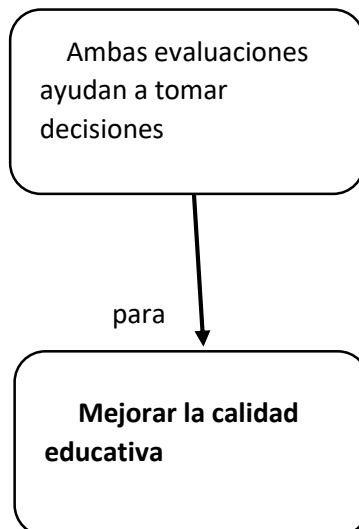 Ambas evaluaciones
ayudan a tomar
decisiones
para
Mejorar la calidad
educativa